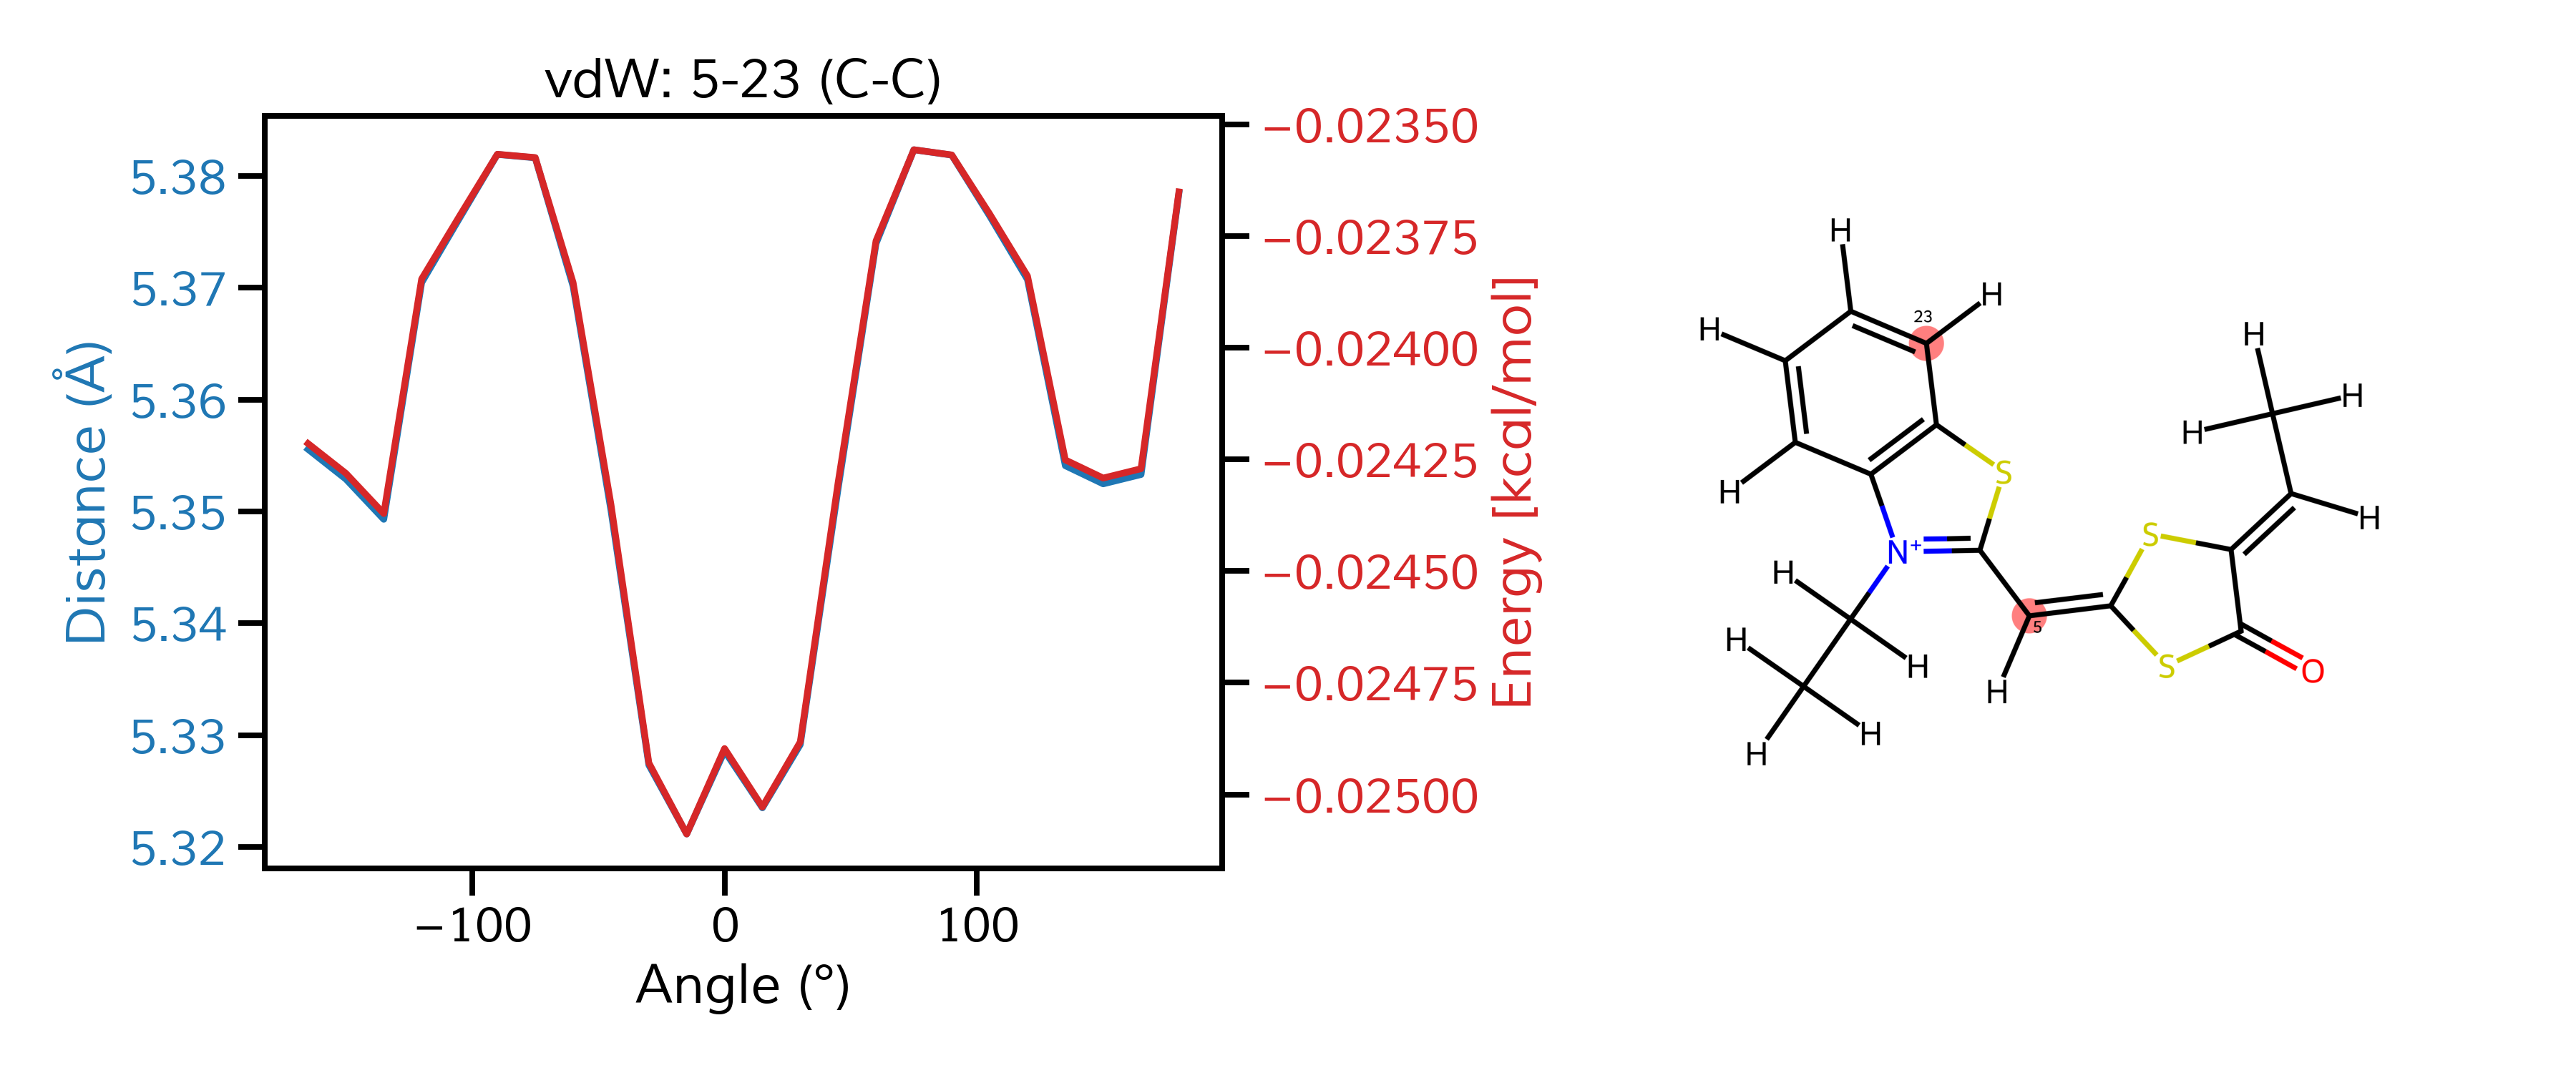 vdW: 5-23 (C-C)
Distance (Å)
5.38
5.37
5.36
5.35
5.34
5.33
5.32
−0.02350
−0.02375
−0.02400
−0.02425
−0.02450
−0.02475
−0.02500
Energy [kcal/mol]
−100 0 100
Angle (°)
H
H
23
H
H
H
H
H
S
H
S
H
N+
H
H
H
5
S
O
H
H
H